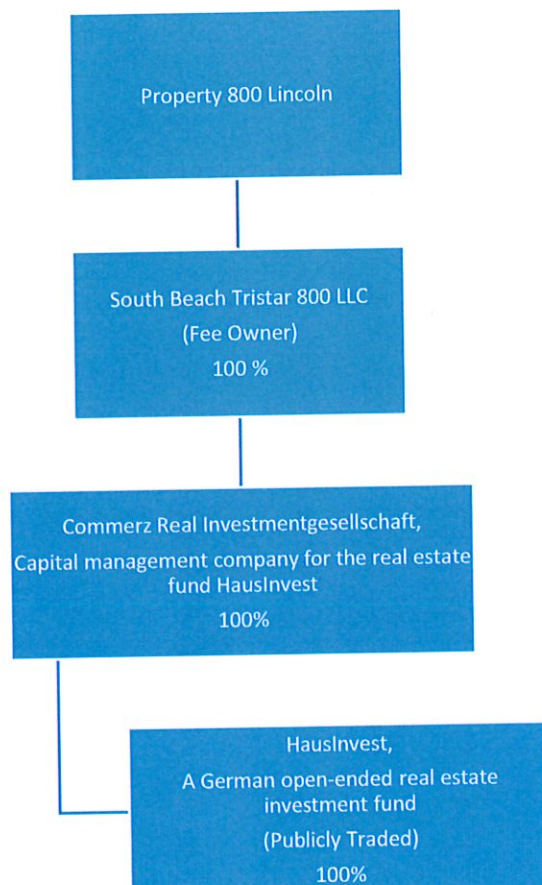 Property 800 Lincoln
South Beach Tristar 800 LLC
(Fee Owner)
100 %
Commerz Real Investmentgesellschaft,
Capital management company for the real estate
fund HausInvest
100%
HausInvest,
A German open-ended real estate
investment fund
(Publicly Traded)
100%